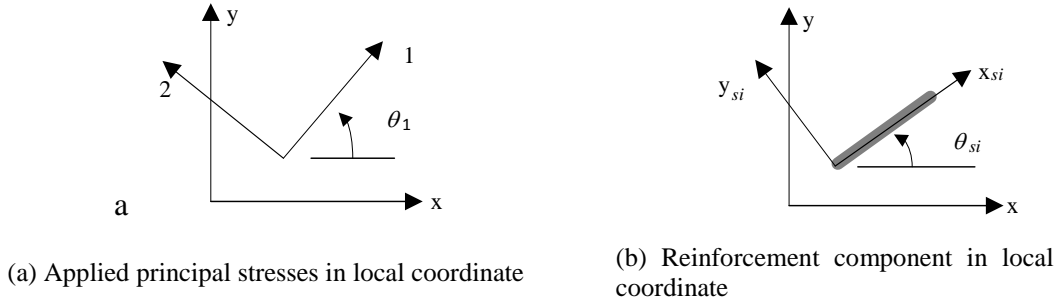 y
1
2
θ1
x
a
(a) Applied principal stresses in local coordinate
y
xsi
ysi
θsi
x
(b) Reinforcement component in local
coordinate